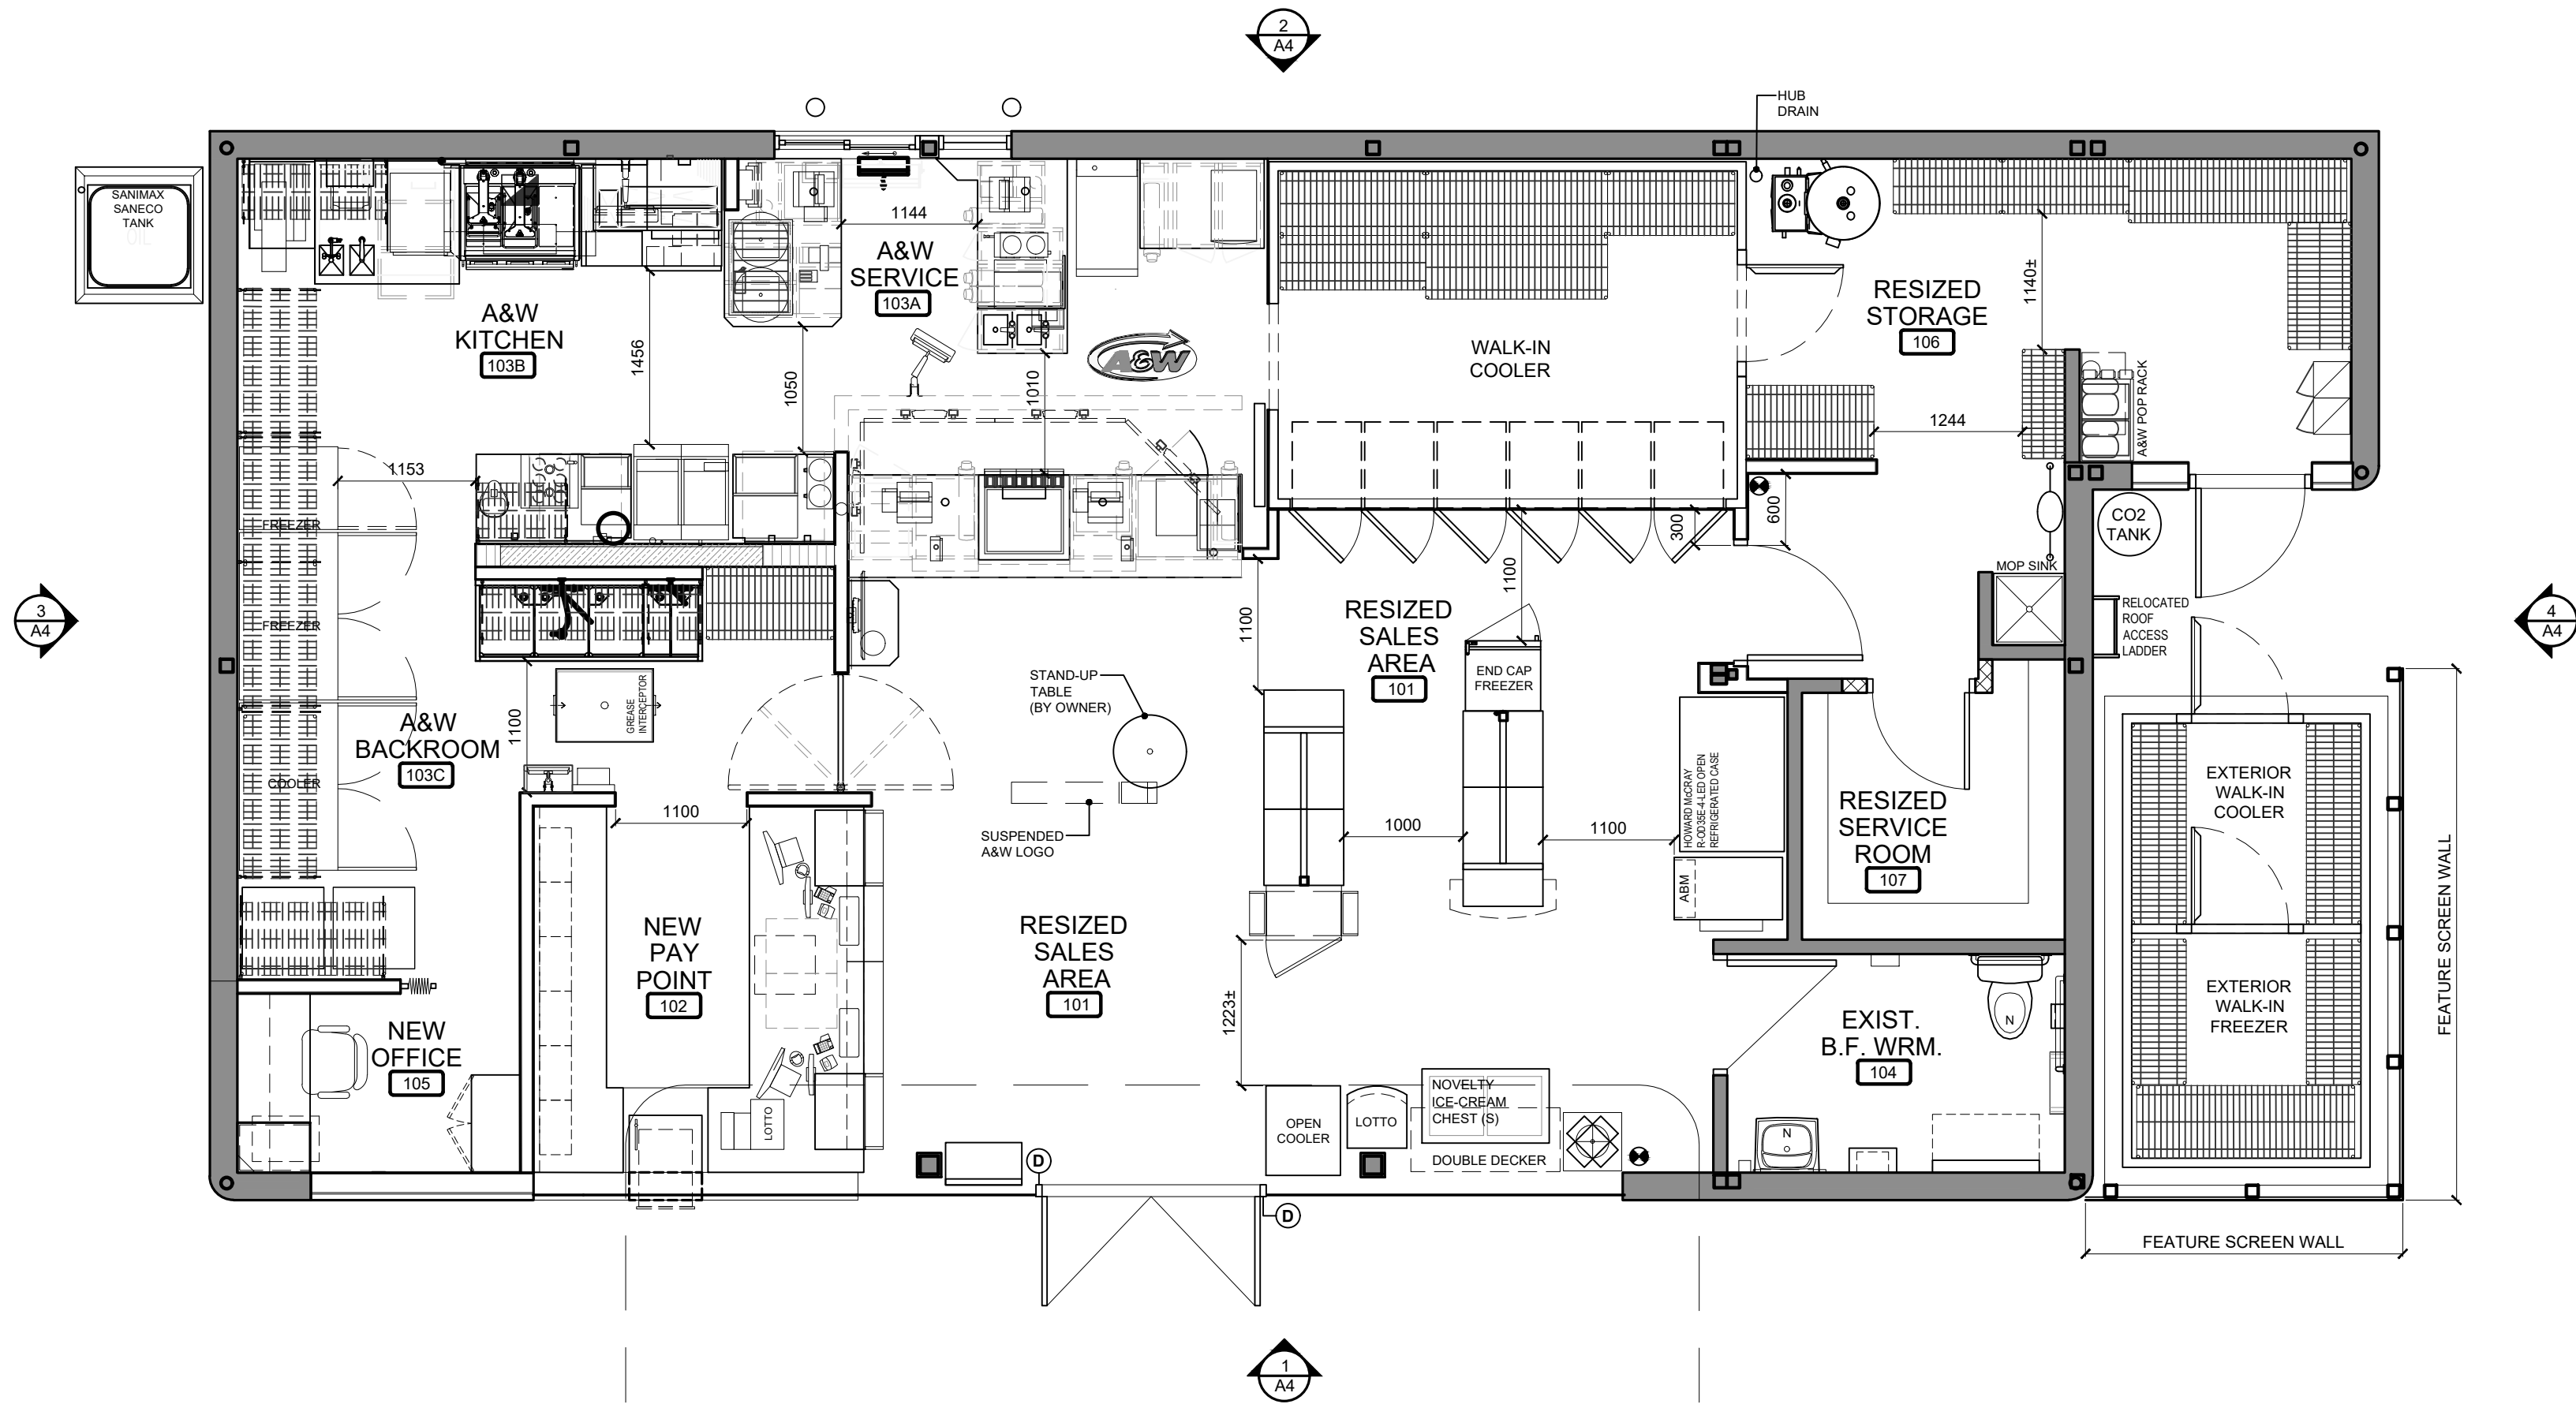 2
A4
HUB
DRAIN
SANIMAX
SANECO
TANK
OIL
1144
A&W
SERVICE
103A
A&W
KITCHEN
103B
1456
1050
1010
A&W
WALK-IN
COOLER
RESIZED
STORAGE
106
1140±
1244
A&W POP RACK
1153
FREEZER
FREEZER
COOLER
600
300
1100
CO2
TANK
MOP SINK
RELOCATED
ROOF
ACCESS
LADDER
3
A4
4
A4
1100
RESIZED
SALES
AREA
101
END CAP
FREEZER
STAND-UP
TABLE
(BY OWNER)
GREASE
INTERCEPTOR
A&W
BACKROOM
103C
1100
1100
SUSPENDED
A&W LOGO
1000
1100
HOWARD McCRAY
R-OD35E-4-LED OPEN
REFRIGERATED CASE
ABM
RESIZED
SERVICE
ROOM
107
EXTERIOR
WALK-IN
COOLER
FEATURE SCREEN WALL
NEW
PAY
POINT
102
RESIZED
SALES
AREA
101
1223±
EXTERIOR
WALK-IN
FREEZER
NEW
OFFICE
105
EXIST.
B.F. WRM.
104
N
N
LOTTO
OPEN
COOLER
LOTTO
NOVELTY
ICE-CREAM
CHEST (S)
DOUBLE DECKER
D
D
FEATURE SCREEN WALL
1
A4